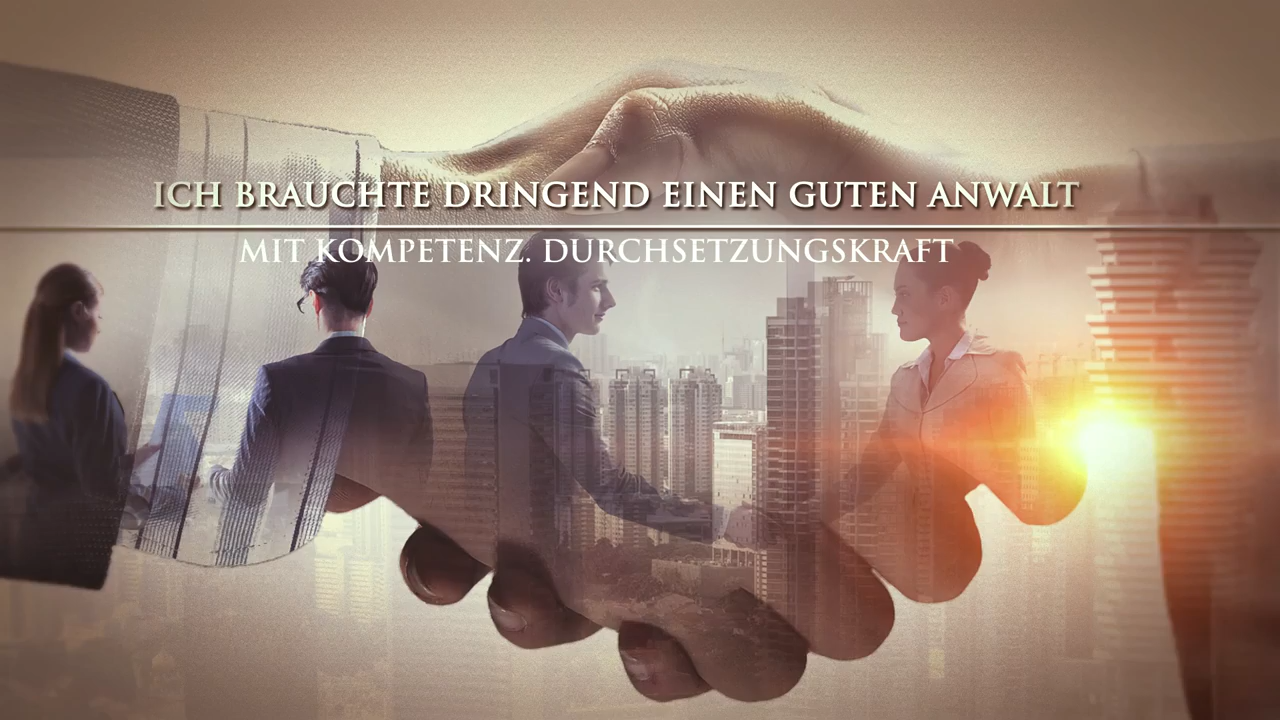 ICH BRAUCHTE DRINGEND EINEN GUTEN ANWALT
MIT KOMPETENZ. DURCHSETZUNGSKRAFT